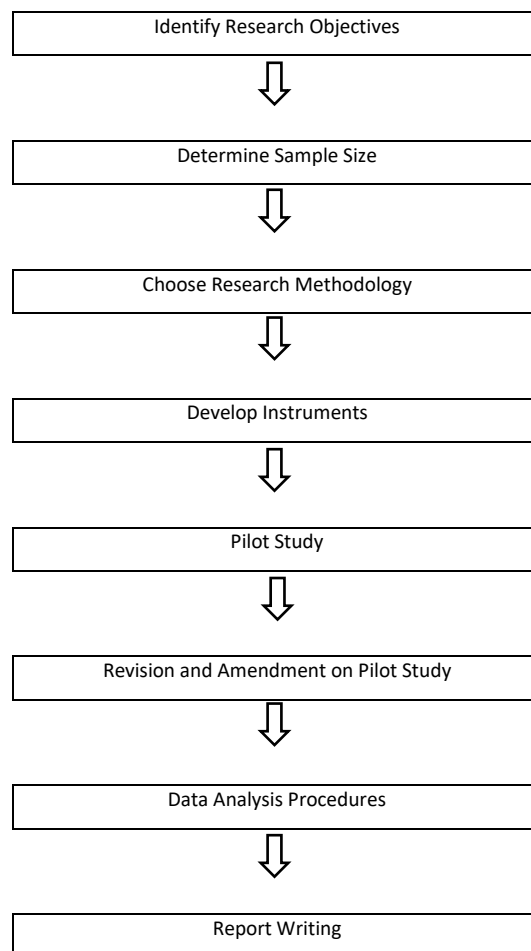 Identify Research Objectives
Determine Sample Size
Choose Research Methodology
Develop Instruments
Pilot Study
Revision and Amendment on Pilot Study
Data Analysis Procedures
Report Writing